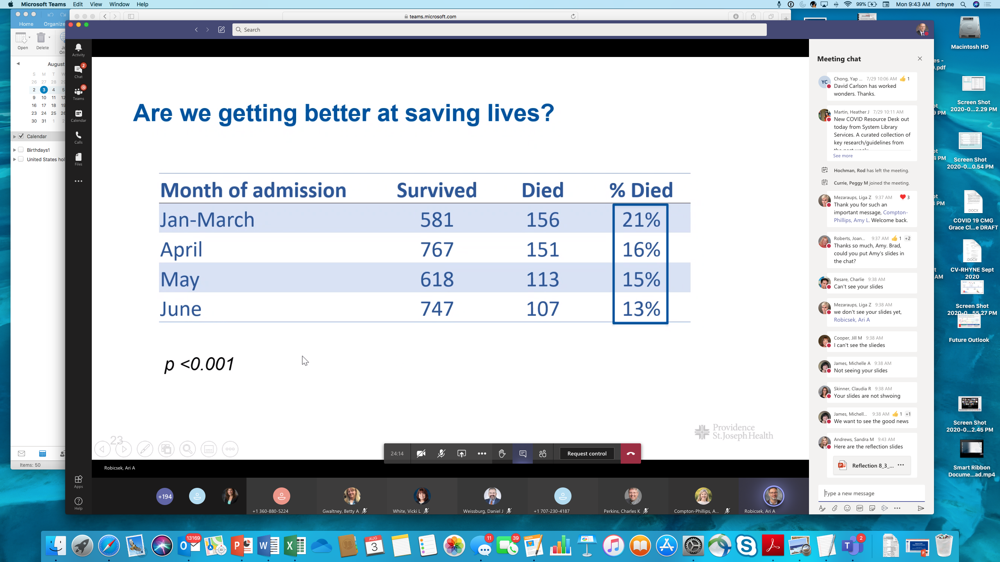 Microsoft Teams Edit View Window Help
99% Mon 9:43 AM crhyne
teams.microsoft.com
Home Organize
Open Delete
August
S M T W
26 27 28 29
2 3 4 5
9 10 11 12
16 17 18 19
23 24 25 26
30 31 1 2
Calendar
Birthdays1
United States hol
Items: 50
Search
Activity
2
Chat
Teams
Calendar
Calls
Files
Apps
Help
Are we getting better at saving lives?
Month of admission Survived Died % Died
Jan-March 581 156 21%
April 767 151 16%
May 618 113 15%
June 747 107 13%
p <0.001
23
Providence
St. Joseph Health
24:14 Request control
Robicsek, Ari A
+194
+1 360-880-5224
Gwaltney, Betty A
White, Vicki L
Weissburg, Daniel J
+1 707-230-4187
Perkins, Charles K
Compton-Phillips, A...
Robicsek, Ari A
Meeting chat
YC
Chong, Yap ... 7/29 10:06 AM 1
David Carlson has worked
wonders. Thanks.
Martin, Heather J 7/29 10:11 AM
New COVID Resource Desk out
today from System Library
Services. A curated collection of
key research/guidelines from
See more
Hochman, Rod has left the meeting.
Currie, Peggy M joined the meeting.
Mezaraups, Liga Z 9:37 AM 3
Thank you for such an
important message, Compton-
Phillips, Amy L. Welcome back.
Roberts, Joan... 9:37 AM 1 +2
Thanks so much, Amy. Brad,
could you put Amy's slides in
the chat?
Resare, Charlie 9:38 AM
Can't see your slides
Mezaraups, Liga Z 9:38 AM
we don't see your slides yet,
Robicsek, Ari A
Cooper, Jill M 9:38 AM
I can't see the sliedes
James, Michelle A 9:38 AM
Not seeing your slides
Skinner, Claudia R 9:38 AM
Your slides are not shwoing
James, Michell... 9:38 AM 1 +1
We want to see the good news
Andrews, Sandra M 9:43 AM
Here are the reflection slides
Reflection 8_3_...
Type a new message
GIF
Macintosh HD
es -
.pdf
Screen Shot
2020-0...2.29 PM
Screen Shot
2020-0...0.54 PM
DOCX
COVID 19 CMG
Grace Cl...e DRAFT
DOCX
CV-RHYNE Sept
2020
Screen Shot
2020-0...55.27 PM
Future Outlook
Screen Shot
2020-0...2.45 PM
Smart Ribbon
Docume...ad.mp4
13169
AUG
3
11
39
PAGES
2
XLSX